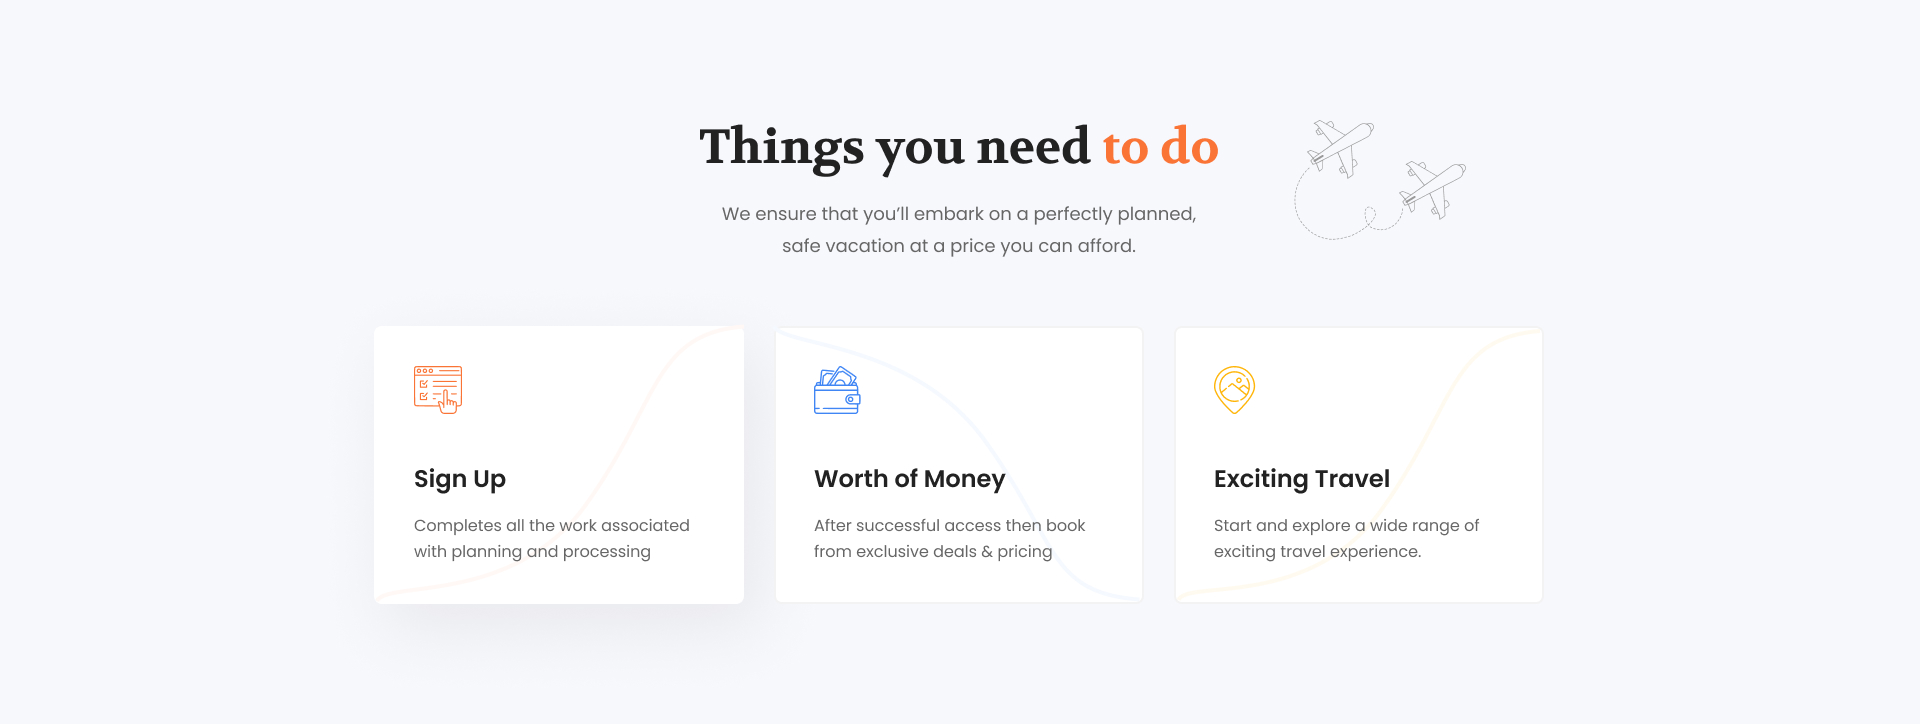 Things you need to do
We ensure that you’ll embark on a perfectly planned,
safe vacation at a price you can afford.
Sign Up
Completes all the work associated
with planning and processing
Worth of Money
After successful access then book
from exclusive deals & pricing
Exciting Travel
Start and explore a wide range of
exciting travel experience.